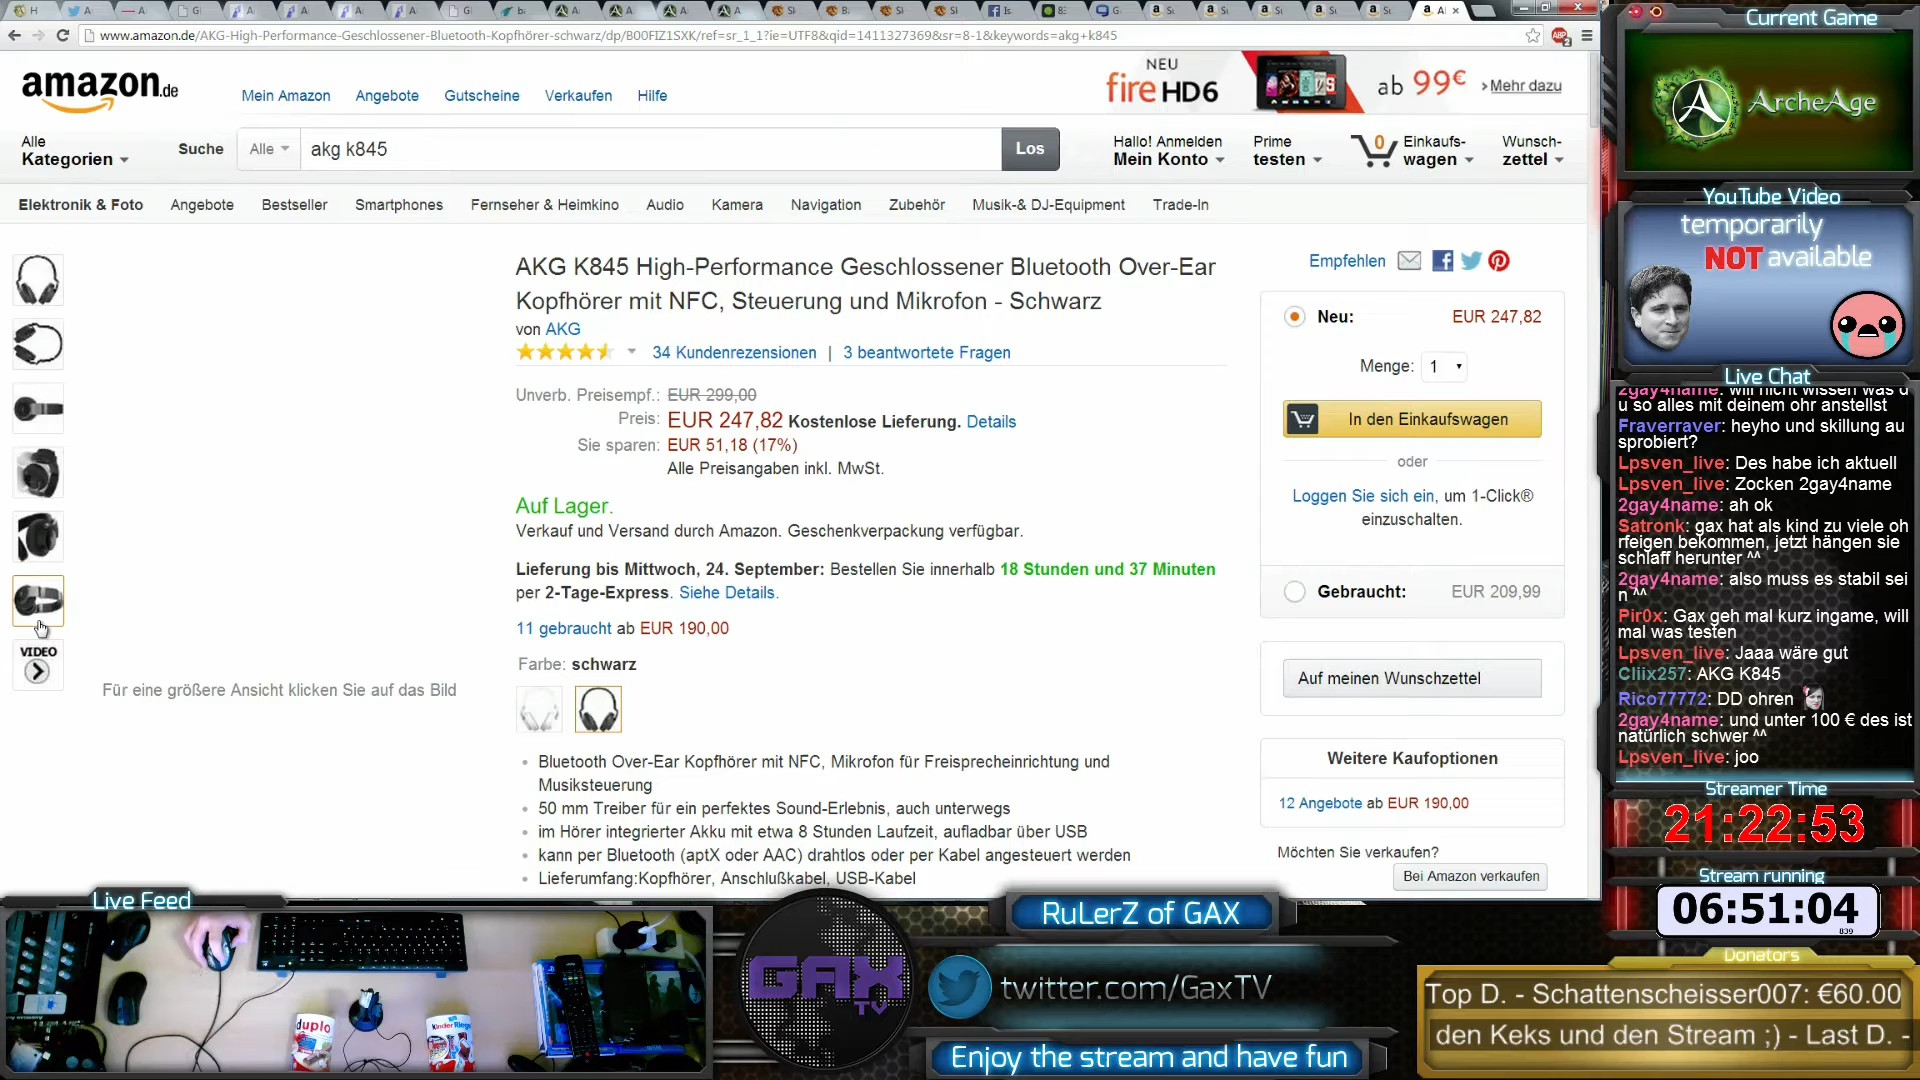 www.amazon.de/AKG-High-Performance-Geschlossener-Bluetooth-Kopfhörer-schwarz/dp/B00FIZ1SXK/ref=sr_1_1?ie=UTF8&qid=1411327369&sr=8-1&keywords=akg+k845
amazon.de
Mein Amazon Angebote Gutscheine Verkaufen Hilfe
NEU
fire HD6
ab 99€ › Mehr dazu
Alle
Kategorien
Suche Alle akg k845 Los
Hallo! Anmelden
Mein Konto
Prime
testen
0 Einkaufs-
wagen
Wunsch-
zettel
Elektronik & Foto Angebote Bestseller Smartphones Fernseher & Heimkino Audio Kamera Navigation Zubehör Musik-& DJ-Equipment Trade-In
VIDEO
Für eine größere Ansicht klicken Sie auf das Bild
AKG K845 High-Performance Geschlossener Bluetooth Over-Ear
Kopfhörer mit NFC, Steuerung und Mikrofon - Schwarz
von AKG
34 Kundenrezensionen | 3 beantwortete Fragen
Unverb. Preisempf.: EUR 299,00
Preis: EUR 247,82 Kostenlose Lieferung. Details
Sie sparen: EUR 51,18 (17%)
Alle Preisangaben inkl. MwSt.
Auf Lager.
Verkauf und Versand durch Amazon. Geschenkverpackung verfügbar.
Lieferung bis Mittwoch, 24. September: Bestellen Sie innerhalb 18 Stunden und 37 Minuten
per 2-Tage-Express. Siehe Details.
11 gebraucht ab EUR 190,00
Farbe: schwarz
Bluetooth Over-Ear Kopfhörer mit NFC, Mikrofon für Freisprecheinrichtung und
Musiksteuerung
50 mm Treiber für ein perfektes Sound-Erlebnis, auch unterwegs
im Hörer integrierter Akku mit etwa 8 Stunden Laufzeit, aufladbar über USB
kann per Bluetooth (aptX oder AAC) drahtlos oder per Kabel angesteuert werden
Lieferumfang:Kopfhörer, Anschlußkabel, USB-Kabel
Empfehlen
Neu: EUR 247,82
Menge: 1
In den Einkaufswagen
oder
Loggen Sie sich ein, um 1-Click®
einzuschalten.
Gebraucht: EUR 209,99
Auf meinen Wunschzettel
Weitere Kaufoptionen
12 Angebote ab EUR 190,00
Möchten Sie verkaufen?
Bei Amazon verkaufen
Current Game
ArcheAge
YouTube Video
temporarily
NOT available
Live Chat
2gay4name: will nicht wissen was d
u so alles mit deinem ohr anstellst
Fraverraver: heyho und skillung au
sprobiert?
Lpsven_live: Des habe ich aktuell
Lpsven_live: Zocken 2gay4name
2gay4name: ah ok
Satronk: gax hat als kind zu viele oh
rfeigen bekommen, jetzt hängen sie
schlaff herunter ^^
2gay4name: also muss es stabil sei
n ^^
Pir0x: Gax geh mal kurz ingame, will
mal was testen
Lpsven_live: Jaaa wäre gut
Cliix257: AKG K845
Rico77772: DD ohren
2gay4name: und unter 100 € des ist
natürlich schwer ^^
Lpsven_live: joo
Streamer Time
21:22:53
Stream running
06:51:04
839
Donators
Top D. - Schattenscheisser007: €60.00
den Keks und den Stream ;) - Last D. -
Live Feed
duplo
kinder Riegel
GAX
TV
RuLerZ of GAX
twitter.com/GaxTV
Enjoy the stream and have fun